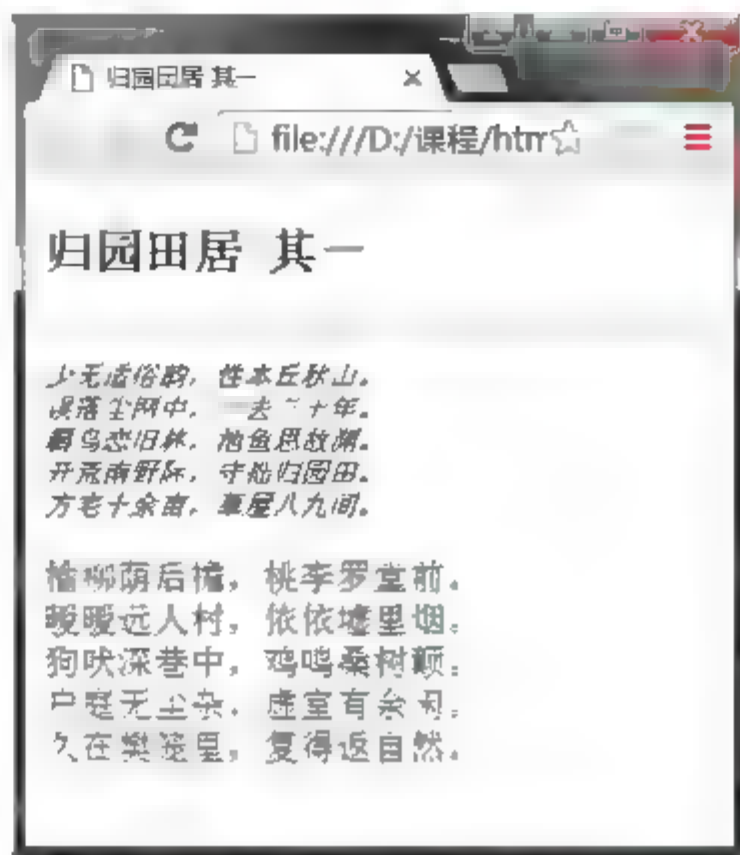 归园田居 其一
file:///D:/课程/htm
归园田居 其一
少无适俗韵，性本丘秋山。
误落尘网中，一去三十年。
羁鸟恋旧林，池鱼思故渊。
开荒南野际，守拙归园田。
方宅十余亩，草屋八九间。
榆柳荫后檐，桃李罗堂前。
暧暧远人村，依依墟里烟。
狗吠深巷中，鸡鸣桑树颠。
户庭无尘杂，虚室有余闲。
久在樊笼里，复得返自然。